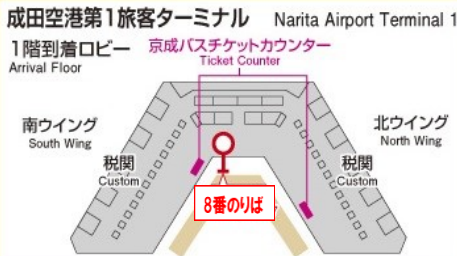 成田空港第1旅客ターミナル Narita Airport Terminal 1
1階到着ロビー
Arrival Floor
京成バスチケットカウンター
Ticket Counter
南ウイング
South Wing
北ウイング
North Wing
税関
Custom
税関
Custom
8番のりば